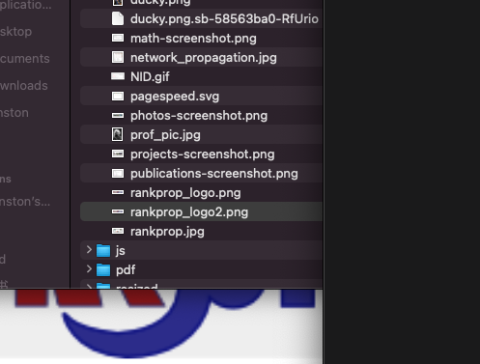 ducky.png
plicatio...
ducky.png.sb-58563ba0-RfUrio
sktop
math-screenshot.png
cuments
network_propagation.jpg
NID.gif
wnloads
pagespeed.svg
nston
photos-screenshot.png
prof_pic.jpg
projects-screenshot.png
ns
publications-screenshot.png
nston's...
rankprop_logo.png
rankprop_logo2.png
rankprop.jpg
js
d
pdf
resized